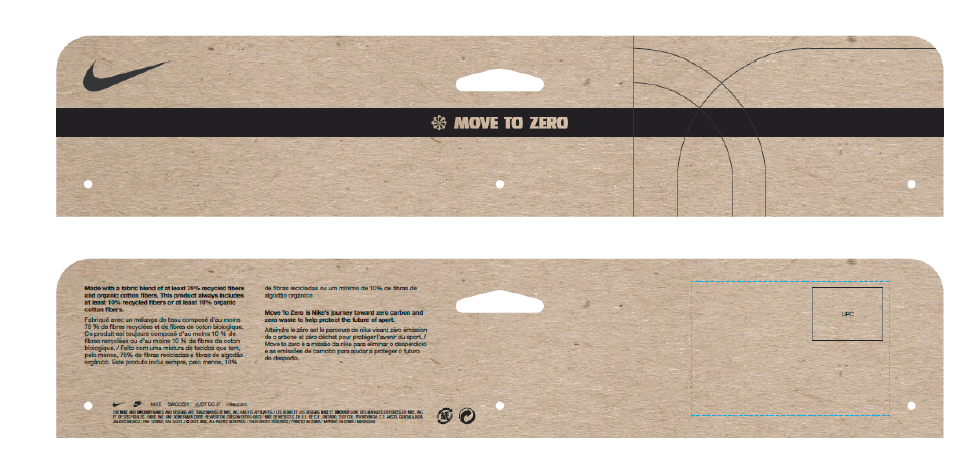 MOVE TO ZERO
Made with a fabric blend of at least 75% recycled fibers
and organic cotton fibers. This product always includes
at least 10% recycled fibers or at least 10% organic
cotton fibers.
Fabriqué avec un mélange de tissu composé d'au moins
75 % de fibre recyclées et de fibres de coton biologique.
Ce produit est toujours composé d'au moins 10 % de
fibres recyclées ou d'au moins 10 % de fibres de coton
biologique. / Feito com uma mistura de tecidos que tem,
pelo menos, 75% de fibras recicladas e fibras de algodão
orgânico. Este produto inclui sempre, pelo menos, 10%
de fibras recicladas ou um mínimo de 10% de fibras de
algodão orgânico.
Move To Zero is Nike's journey toward zero carbon and
zero waste to help protect the future of sport.
Atteindre le zéro est le parcours de nike visant zéro émission
de carbone et zéro déchet pour protéger l'avenir du sport. /
Move to zero é a missão da nike para eliminar o desperdício
e as emissões de carbono para ajudar a proteger o futuro
do desporto.
UPC
NIKE SWOOSH JUST DO IT nike.com